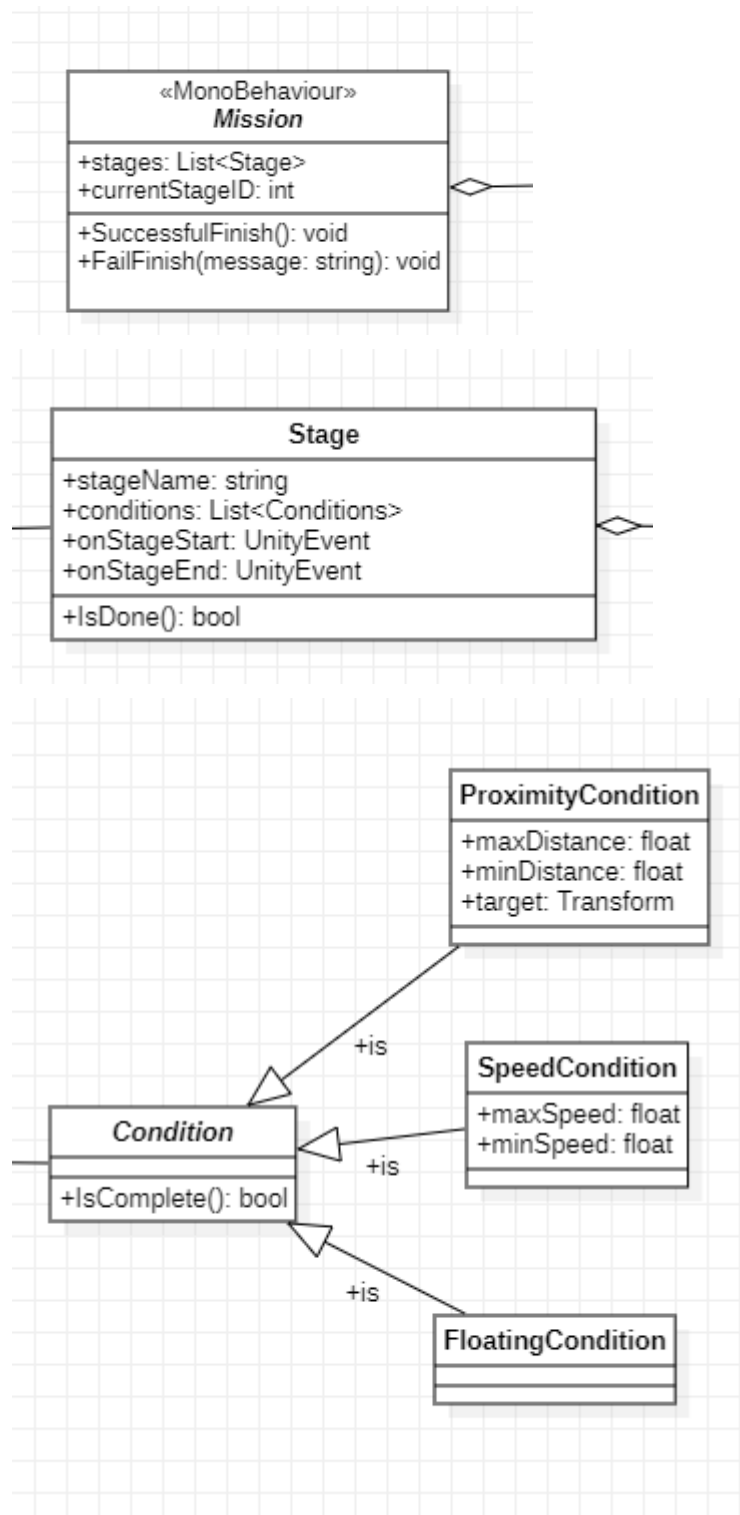 «MonoBehaviour»
Mission
+stages: List<Stage>
+currentStageID: int
+SuccessfulFinish(): void
+FailFinish(message: string): void
Stage
+stageName: string
+conditions: List<Conditions>
+onStageStart: UnityEvent
+onStageEnd: UnityEvent
+IsDone(): bool
ProximityCondition
+maxDistance: float
+minDistance: float
+target: Transform
+is
SpeedCondition
+maxSpeed: float
+minSpeed: float
+is
Condition
+IsComplete(): bool
+is
FloatingCondition